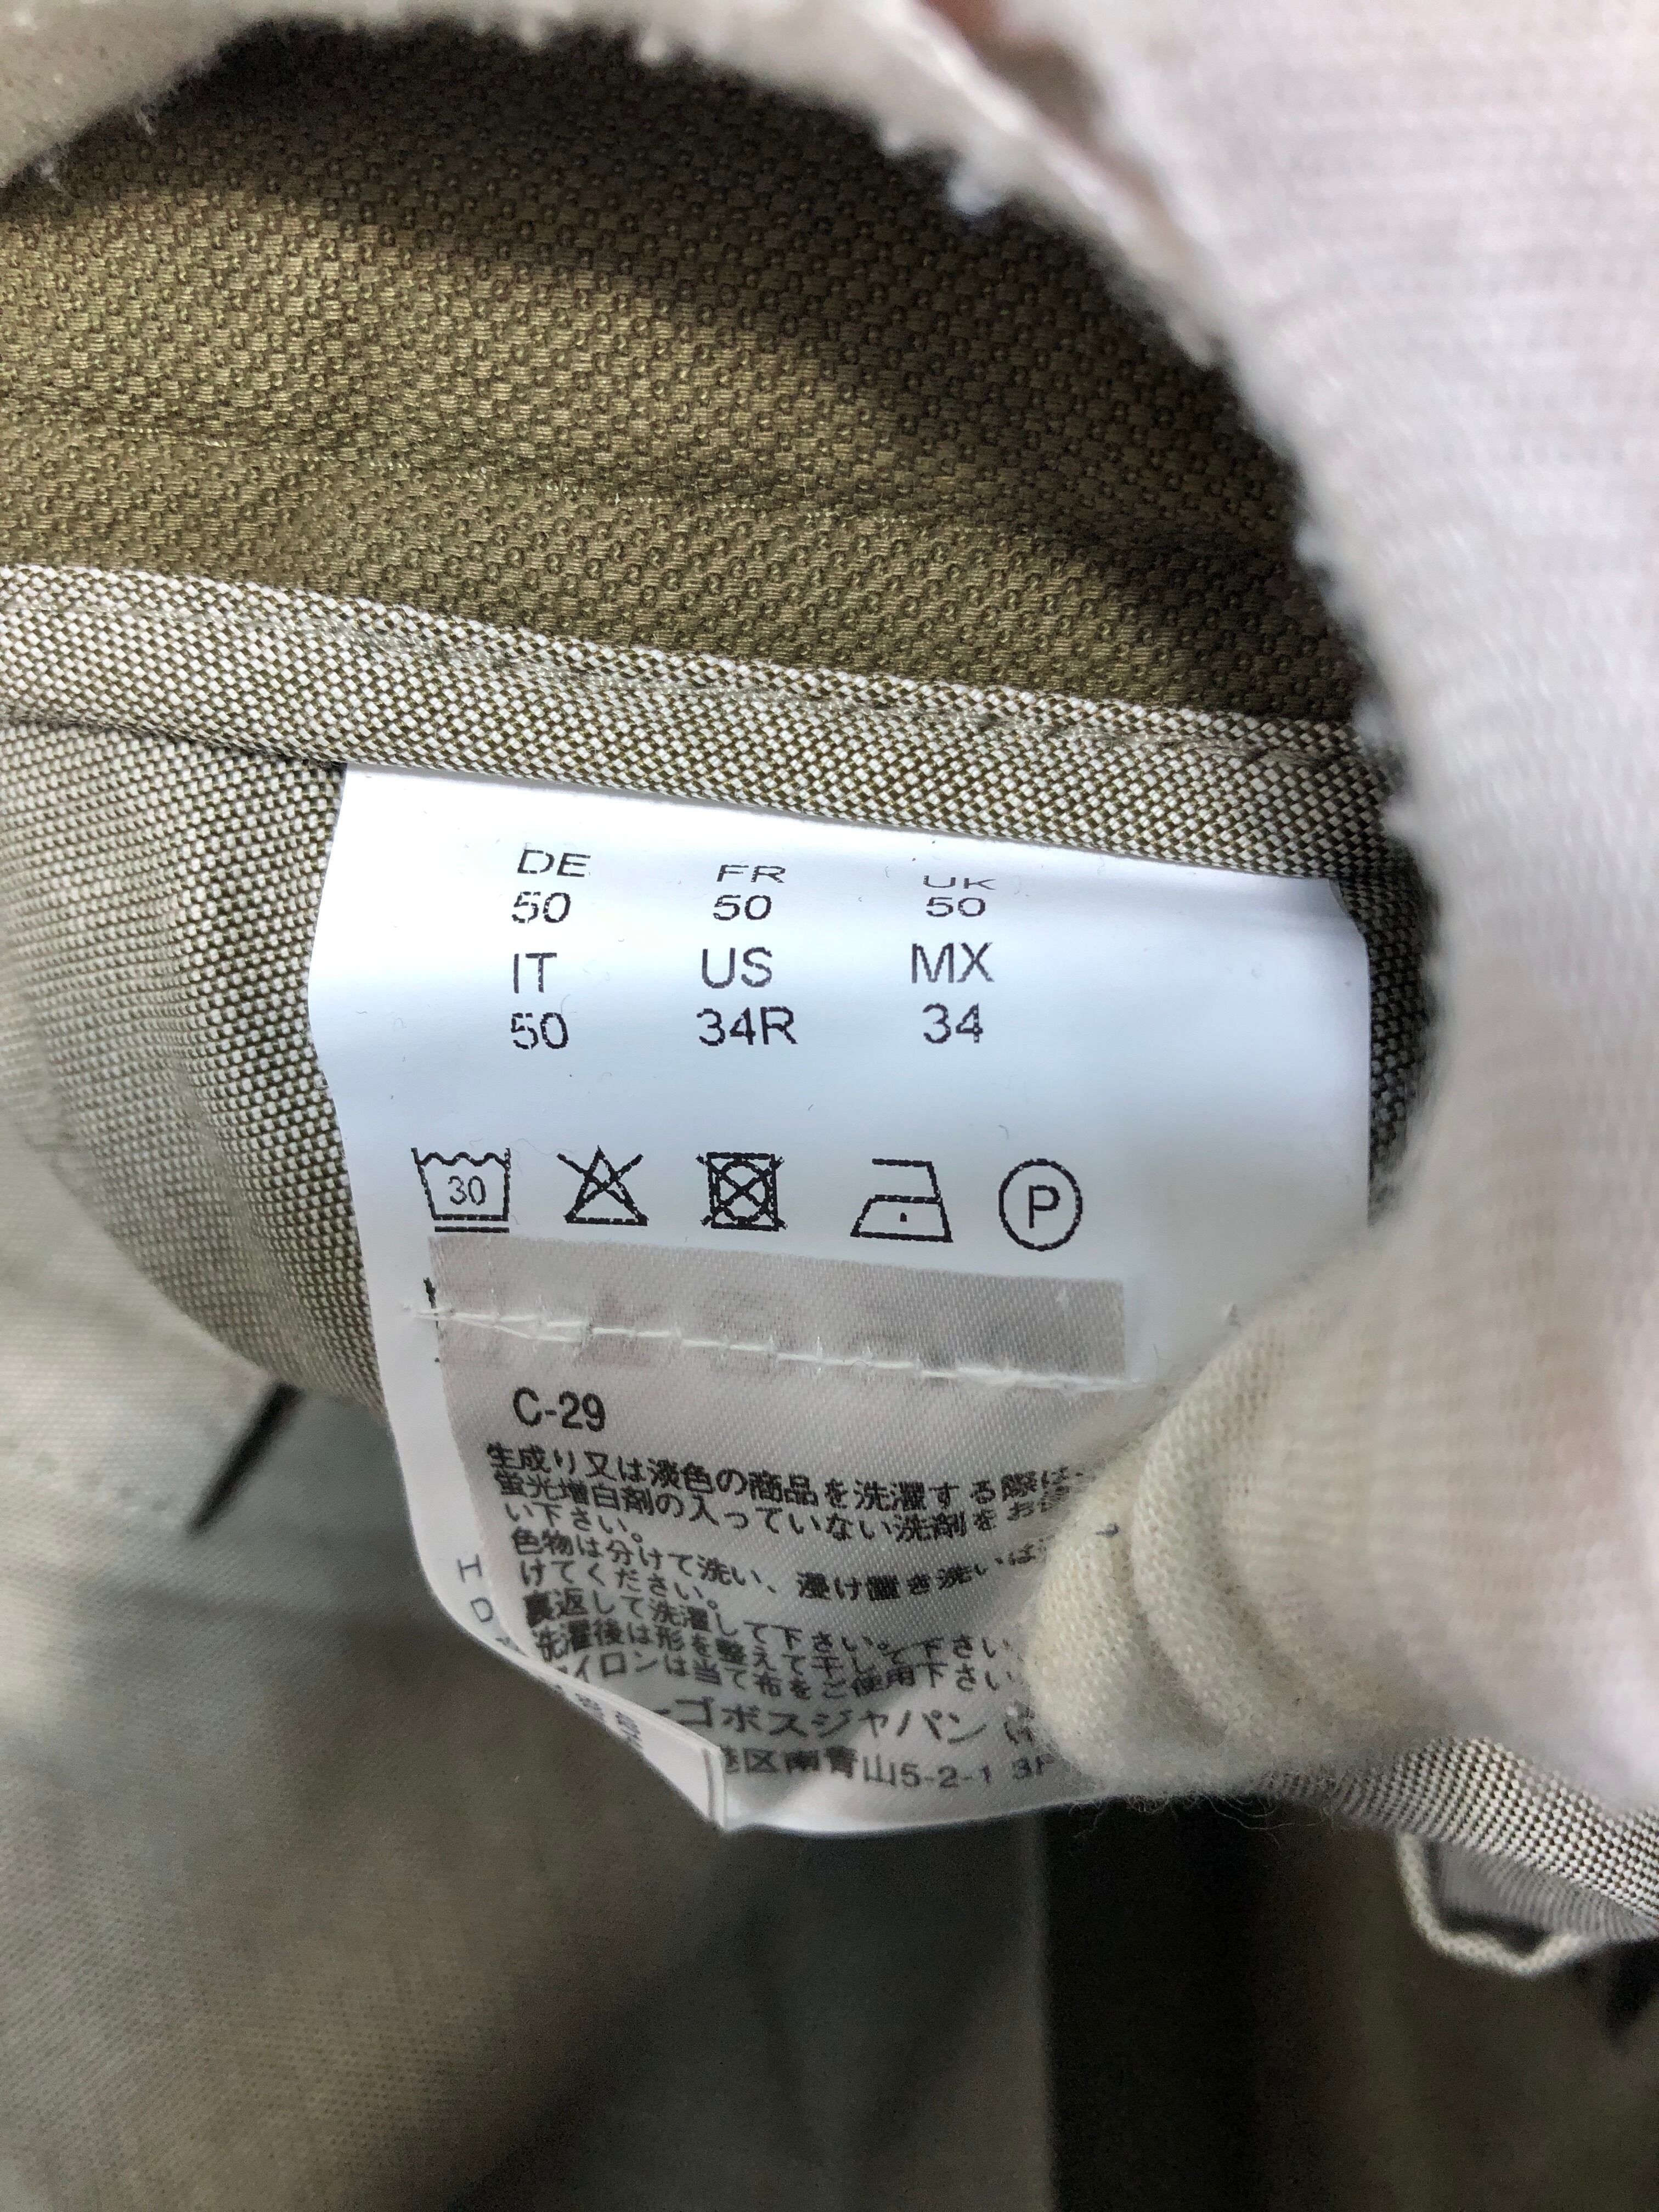 DE FR UK
50 50 50
IT US MX
50 34R 34
30
P
C-29
生成り又は淡色の商品を洗濯する際は、
蛍光増白剤の入っていない洗剤をお使
い下さい。
色物は分けて洗い、浸け置き洗いは
けてください。
裏返して洗濯して下さい。
洗濯後は形を整えて干して下さい
イロンは当て布をご使用下さい
ーゴボスジャパン
港区南青山5-2-1 3F
H
D